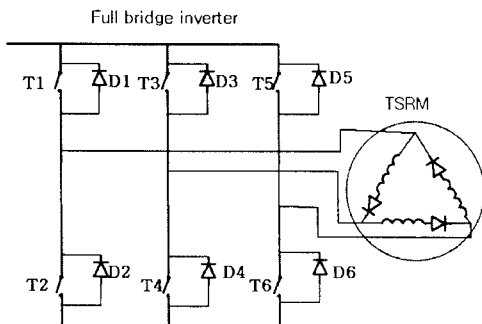 Full bridge inverter
T1 D1 T3 D3 T5 D5
TSRM
T2 D2 T4 D4 T6 D6